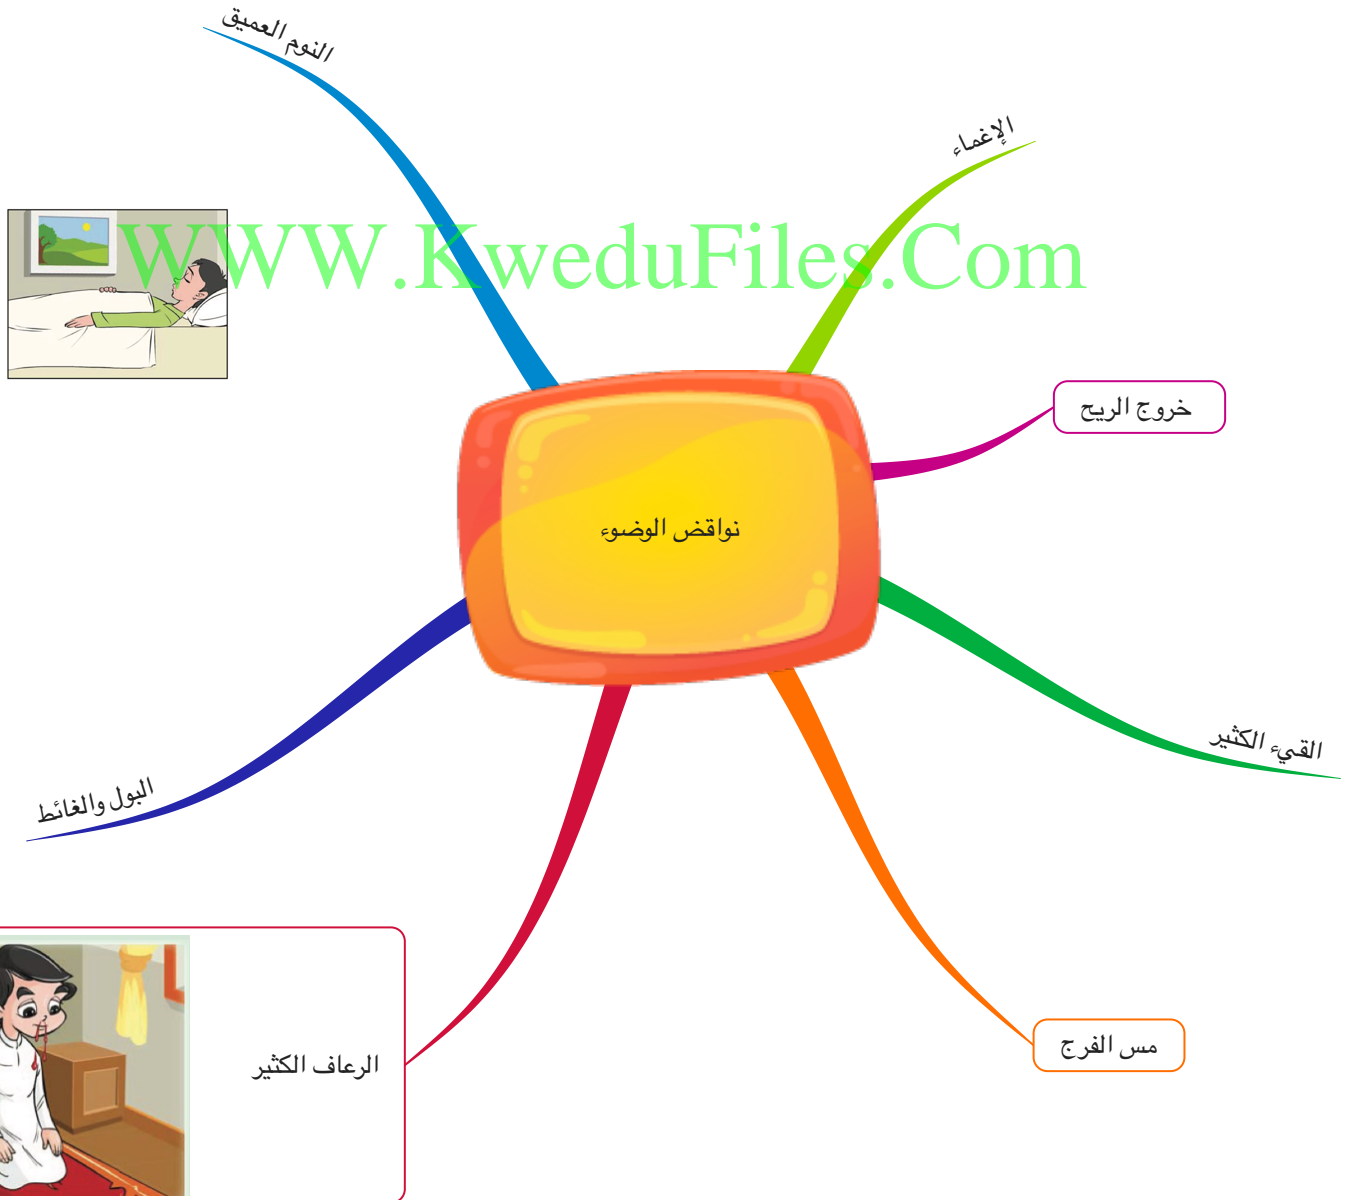 النوم العميق
الإغماء
WWW.KweduFiles.Com
خروج الريح
نواقض الوضوء
القيء الكثير
البول والغائط
مس الفرج
الرعاف الكثير